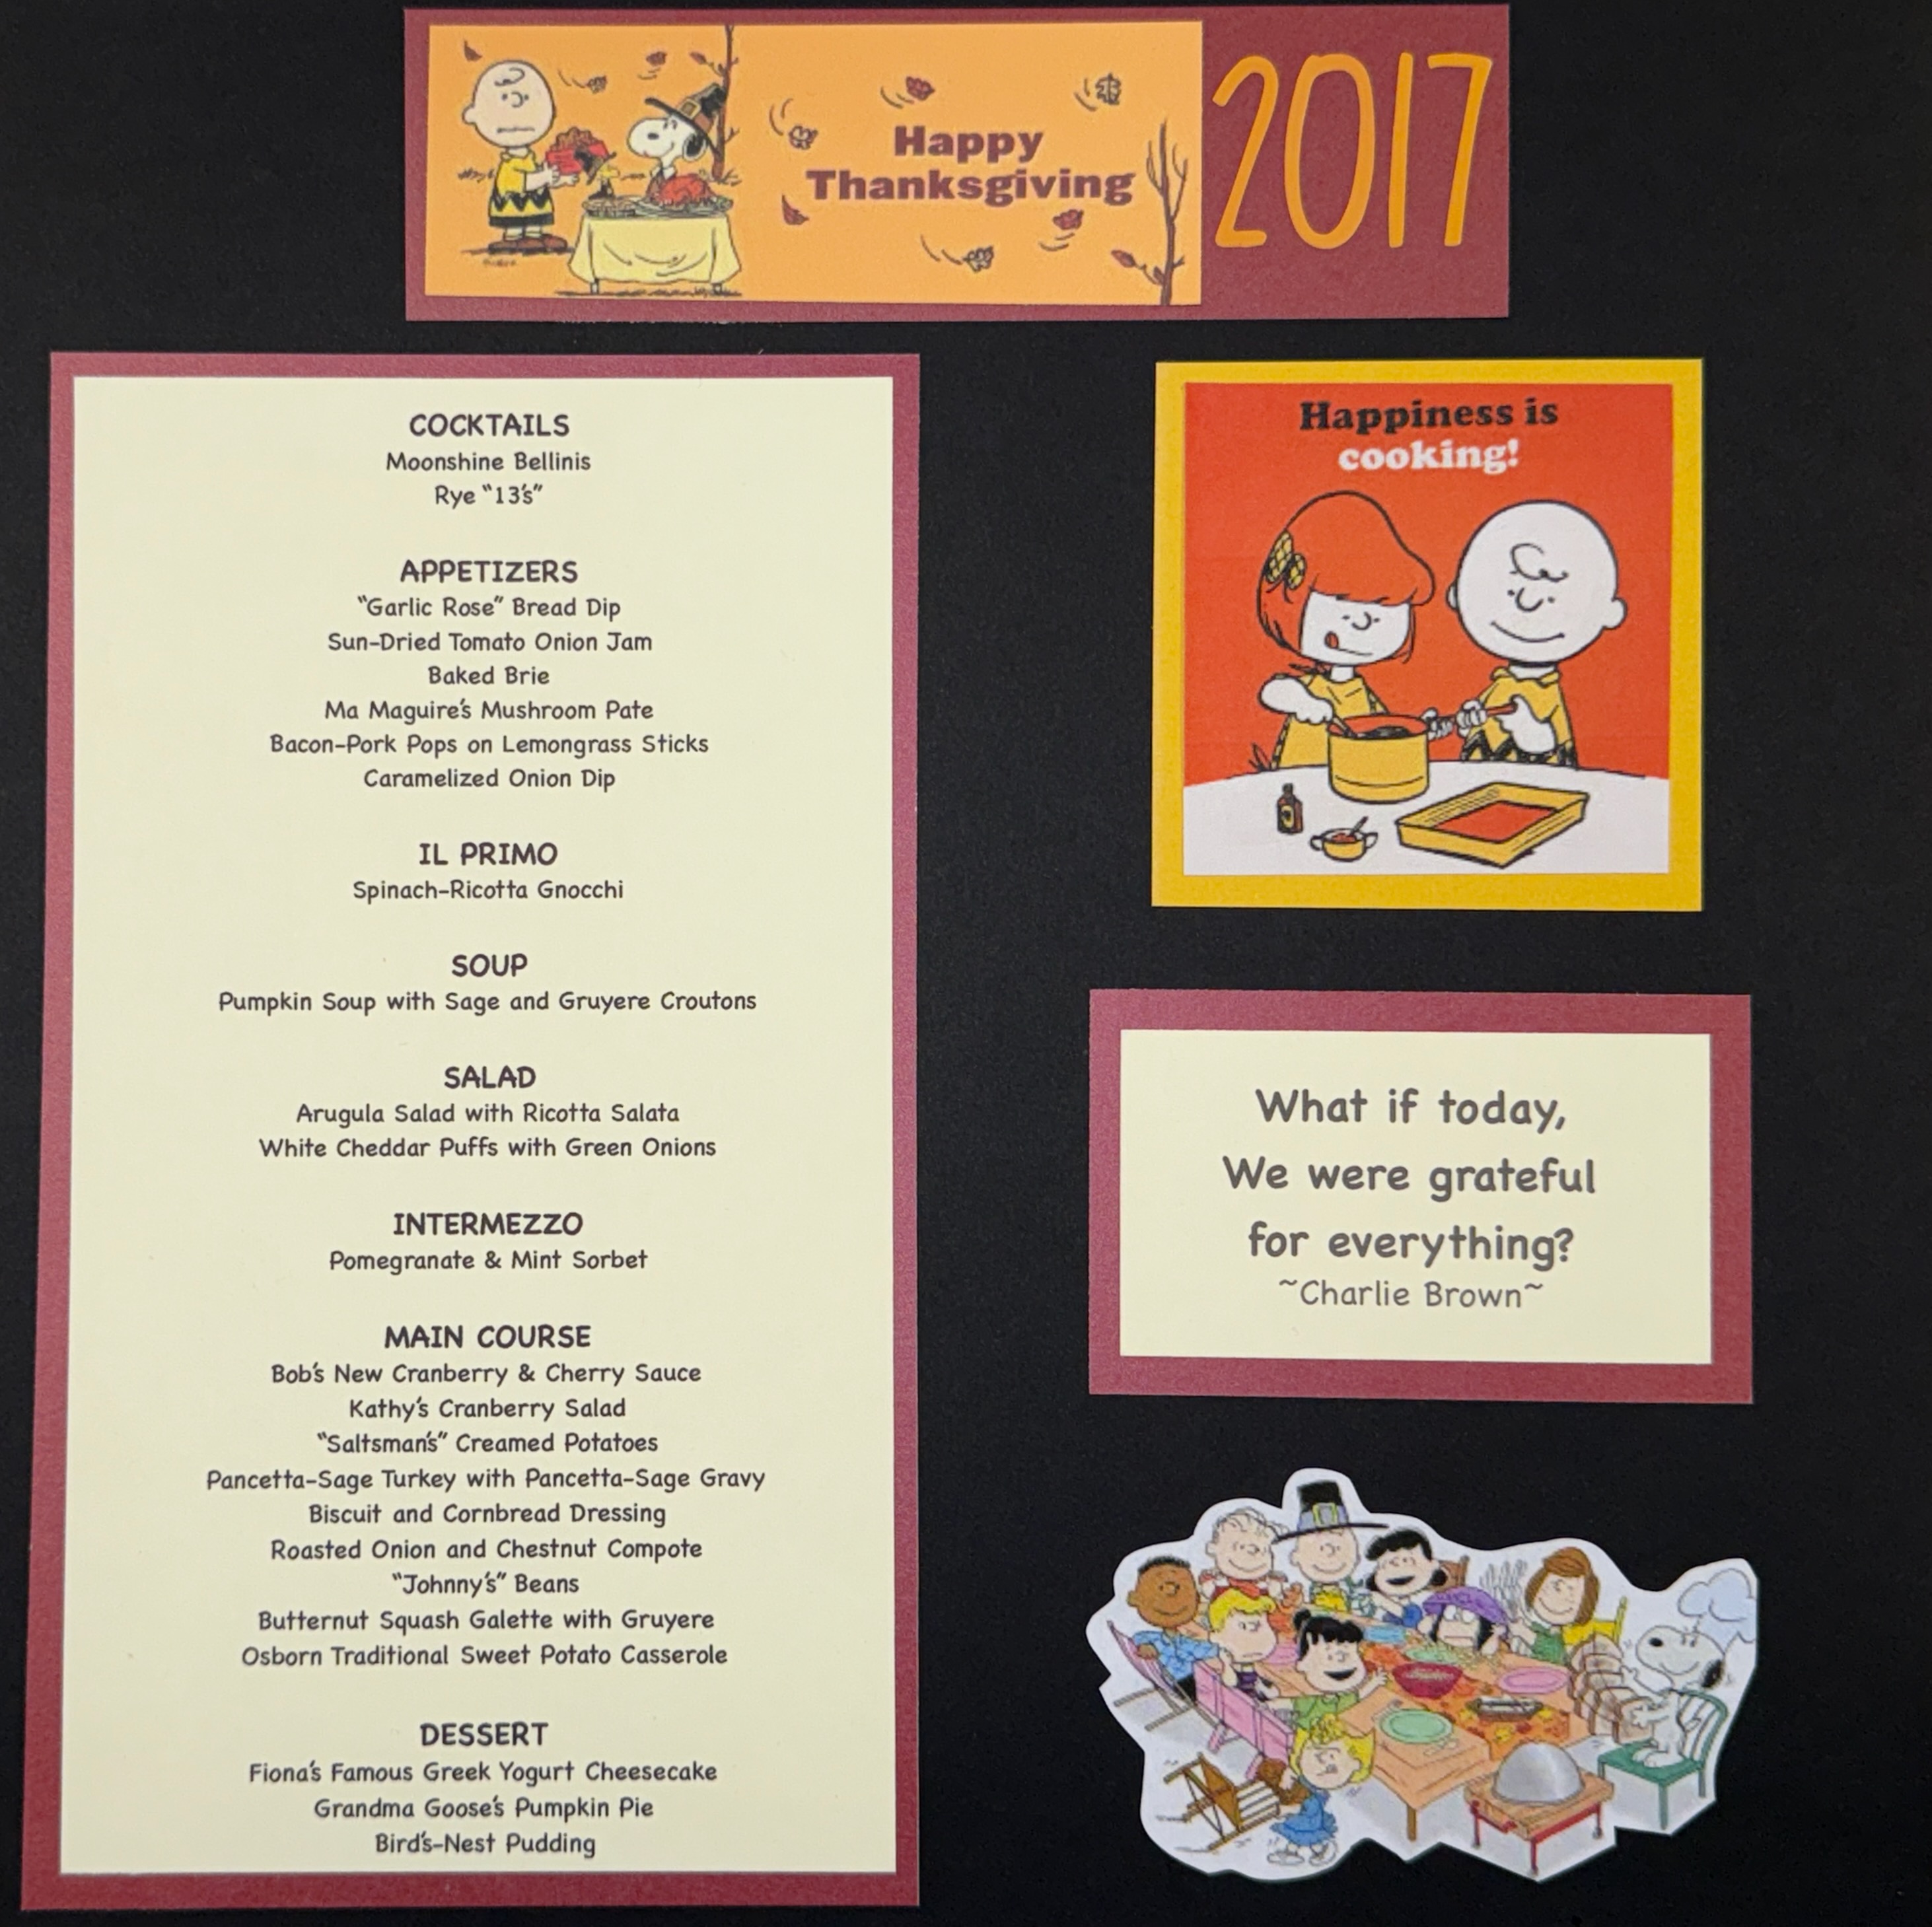 Happy
Thanksgiving
2017
COCKTAILS
Moonshine Bellinis
Rye “13’s”
APPETIZERS
“Garlic Rose” Bread Dip
Sun-Dried Tomato Onion Jam
Baked Brie
Ma Maguire’s Mushroom Pate
Bacon-Pork Pops on Lemongrass Sticks
Caramelized Onion Dip
IL PRIMO
Spinach-Ricotta Gnocchi
SOUP
Pumpkin Soup with Sage and Gruyere Croutons
SALAD
Arugula Salad with Ricotta Salata
White Cheddar Puffs with Green Onions
INTERMEZZO
Pomegranate & Mint Sorbet
MAIN COURSE
Bob’s New Cranberry & Cherry Sauce
Kathy’s Cranberry Salad
“Saltsman’s” Creamed Potatoes
Pancetta-Sage Turkey with Pancetta-Sage Gravy
Biscuit and Cornbread Dressing
Roasted Onion and Chestnut Compote
“Johnny’s” Beans
Butternut Squash Galette with Gruyere
Osborn Traditional Sweet Potato Casserole
DESSERT
Fiona’s Famous Greek Yogurt Cheesecake
Grandma Goose’s Pumpkin Pie
Bird’s-Nest Pudding
Happiness is
cooking!
What if today,
We were grateful
for everything?
~Charlie Brown~